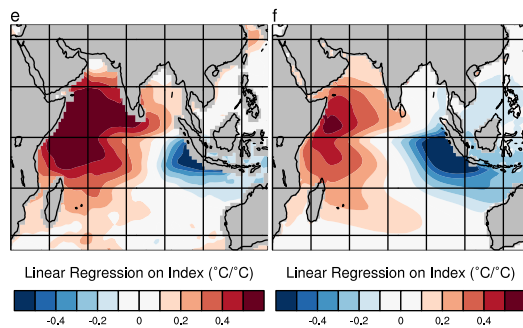 e
f
Linear Regression on Index (°C/°C)
Linear Regression on Index (°C/°C)
-0.4 -0.2 0 0.2 0.4
-0.4 -0.2 0 0.2 0.4